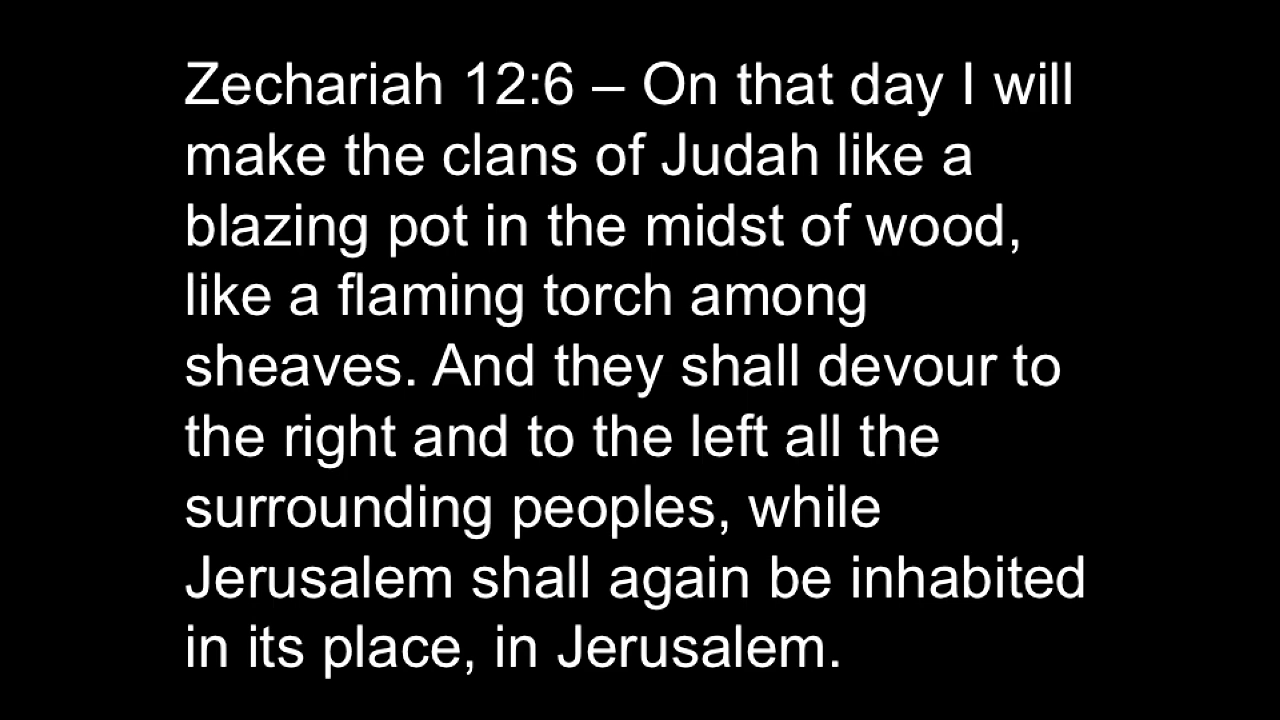 Zechariah 12:6 – On that day I will
make the clans of Judah like a
blazing pot in the midst of wood,
like a flaming torch among
sheaves. And they shall devour to
the right and to the left all the
surrounding peoples, while
Jerusalem shall again be inhabited
in its place, in Jerusalem.